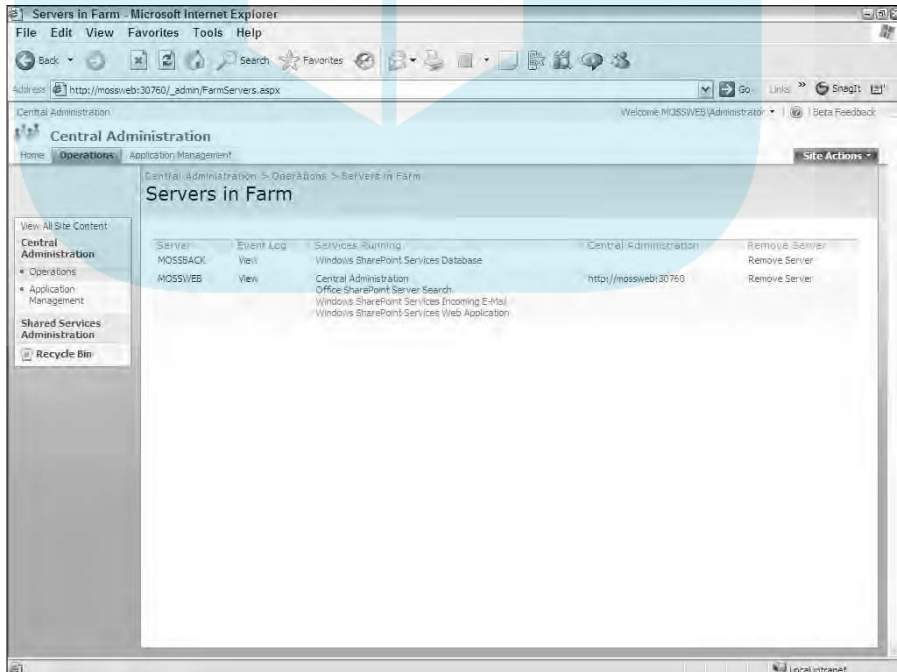 Servers in Farm - Microsoft Internet Explorer
File Edit View Favorites Tools Help
Back Search Favorites
Address http://mossweb:30760/_admin/FarmServers.aspx Go Links » SnagIt
Central Administration Welcome MOSSWEB\Administrator Beta Feedback
Central Administration
Home Operations Application Management Site Actions
Central Administration > Operations > Servers in Farm
Servers in Farm
View All Site Content
Central Administration
Operations
Application Management
Shared Services Administration
Recycle Bin
Server Event Log Services Running Central Administration Remove Server
MOSSBACK View Windows SharePoint Services Database Remove Server
MOSSWEB View Central Administration http://mossweb:30760 Remove Server
Office SharePoint Server Search
Windows SharePoint Services Incoming E-Mail
Windows SharePoint Services Web Application
Local intranet